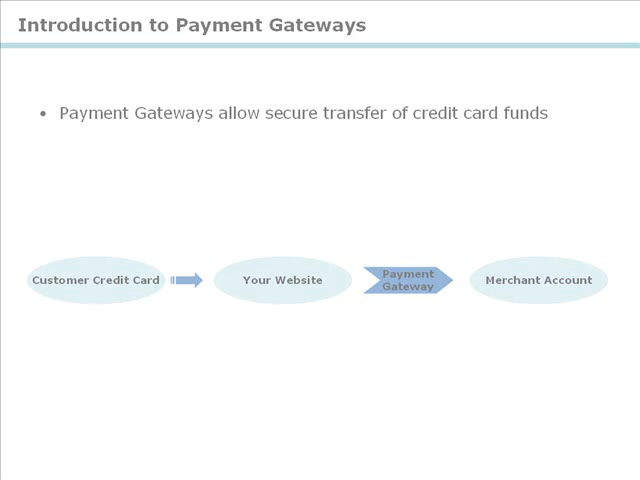 Introduction to Payment Gateways
• Payment Gateways allow secure transfer of credit card funds
Customer Credit Card
Your Website
Payment
Gateway
Merchant Account